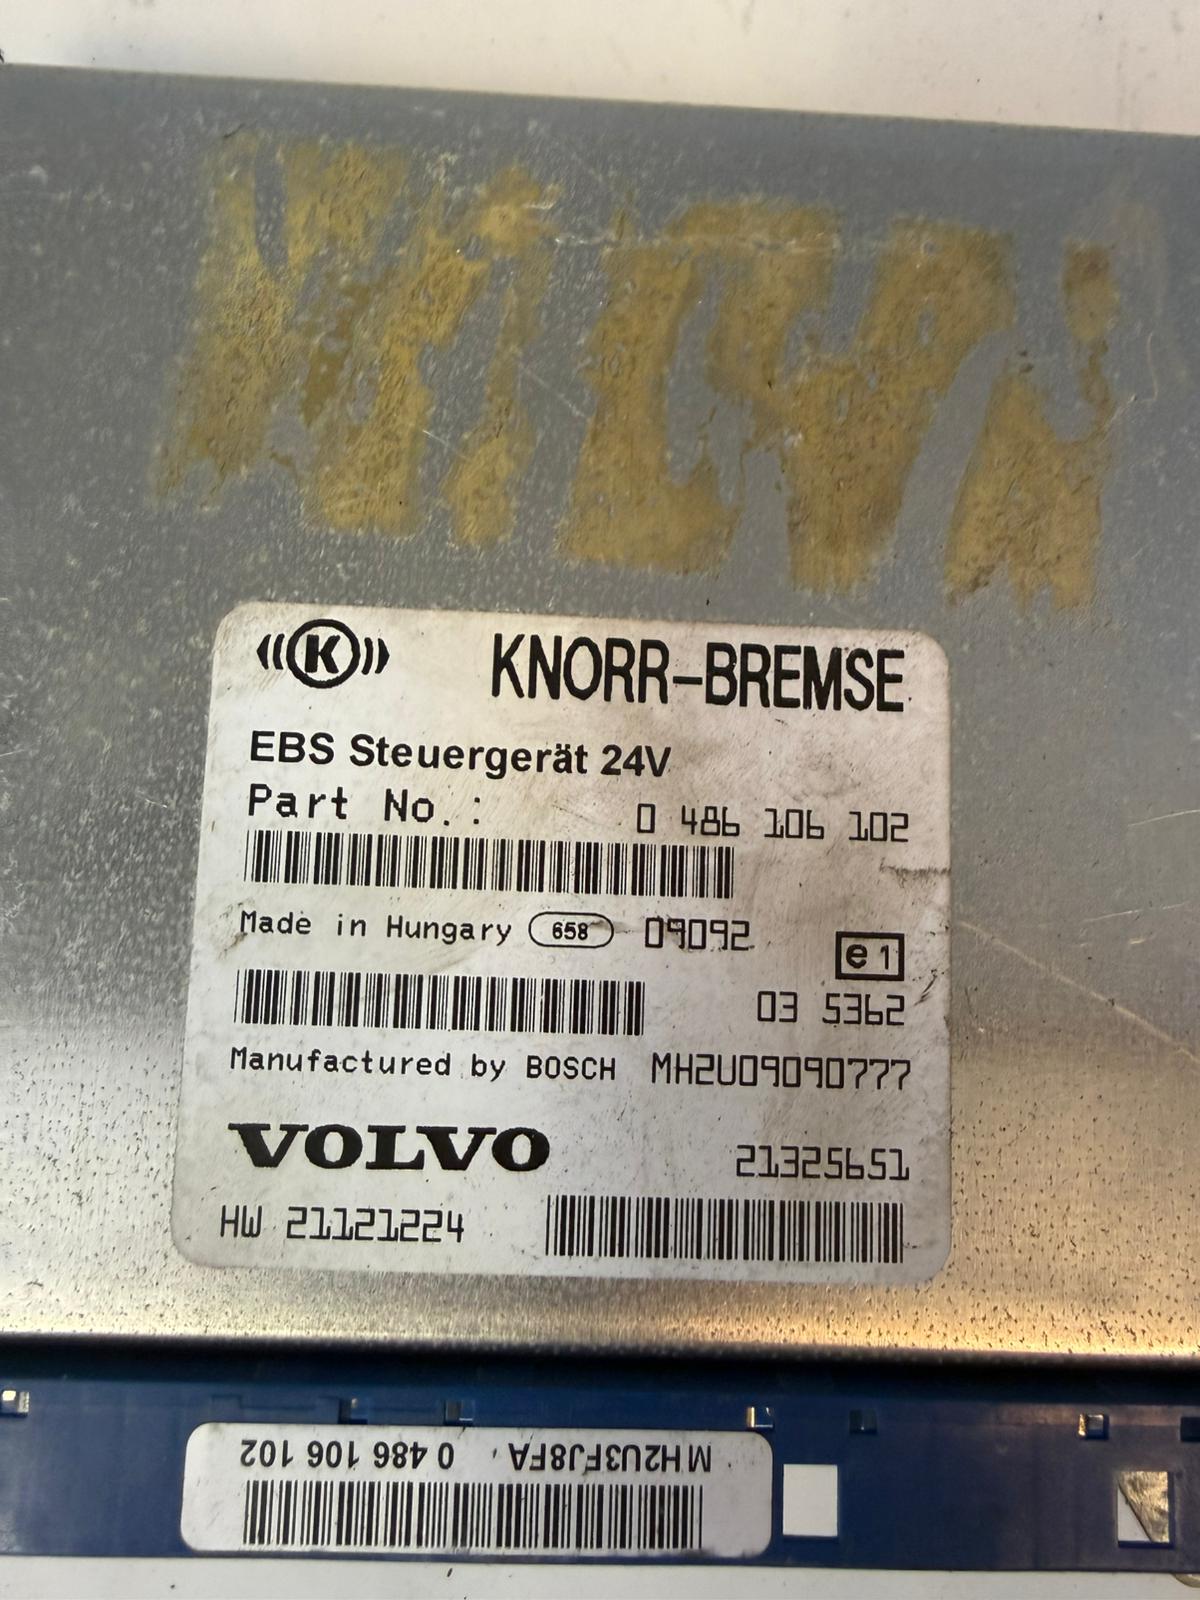 ((K))
KNORR-BREMSE
EBS Steuergerät 24V
Part No.: 0 486 106 102
Made in Hungary 658 09092
e1
03 5362
Manufactured by BOSCH MH2U09090777
VOLVO 21325651
HW 21121224
MH2U3FJ8FA 0 486 106 102